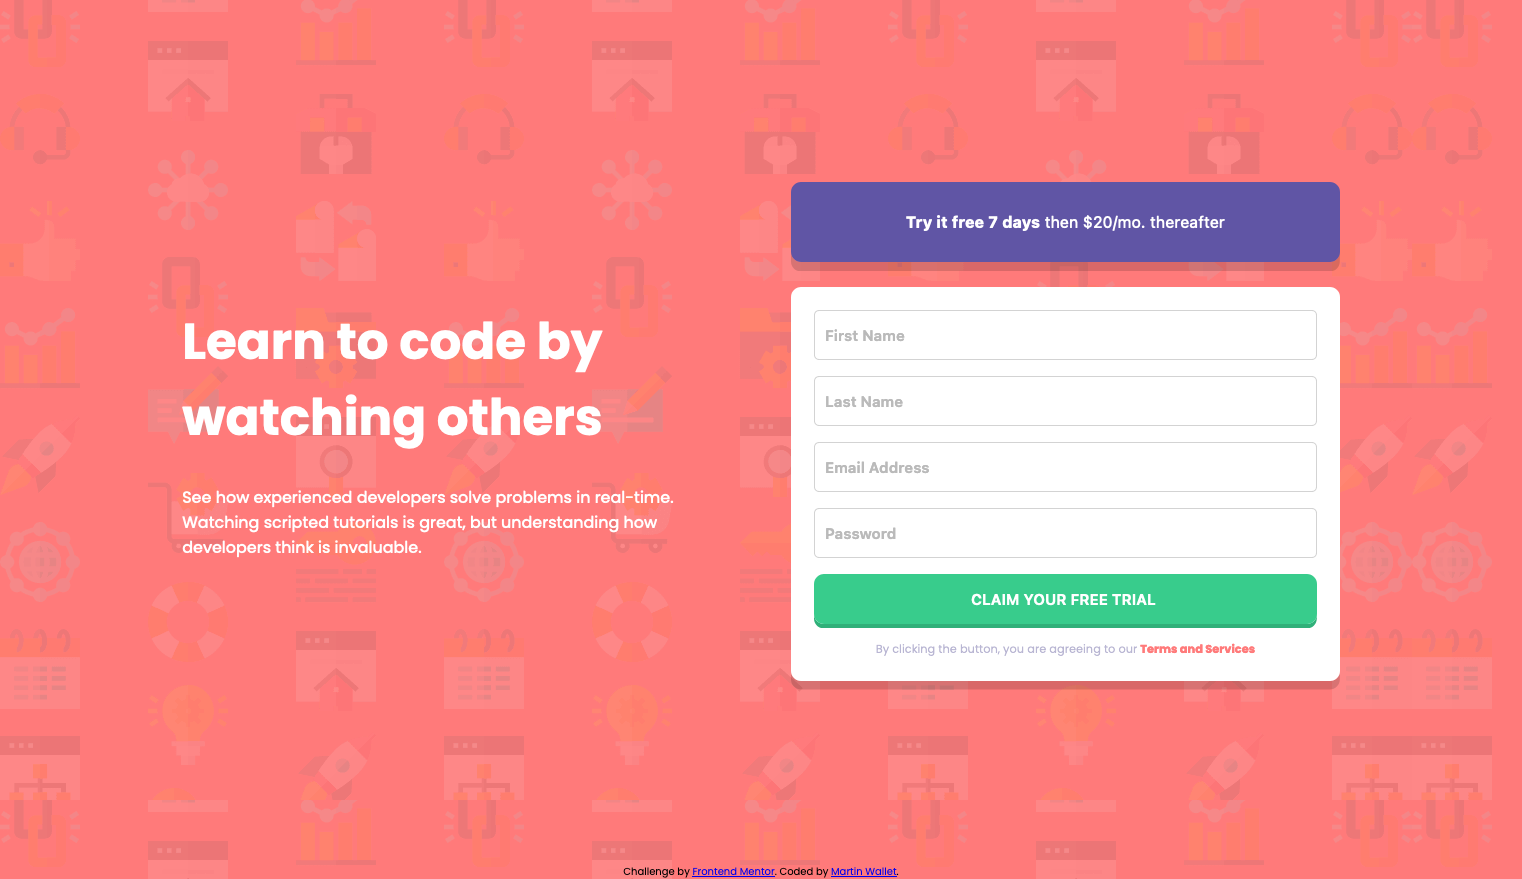 Learn to code by
watching others
See how experienced developers solve problems in real-time.
Watching scripted tutorials is great, but understanding how
developers think is invaluable.
Try it free 7 days then $20/mo. thereafter
First Name
Last Name
Email Address
Password
CLAIM YOUR FREE TRIAL
By clicking the button, you are agreeing to our Terms and Services
Challenge by Frontend Mentor. Coded by Martin Wallet.